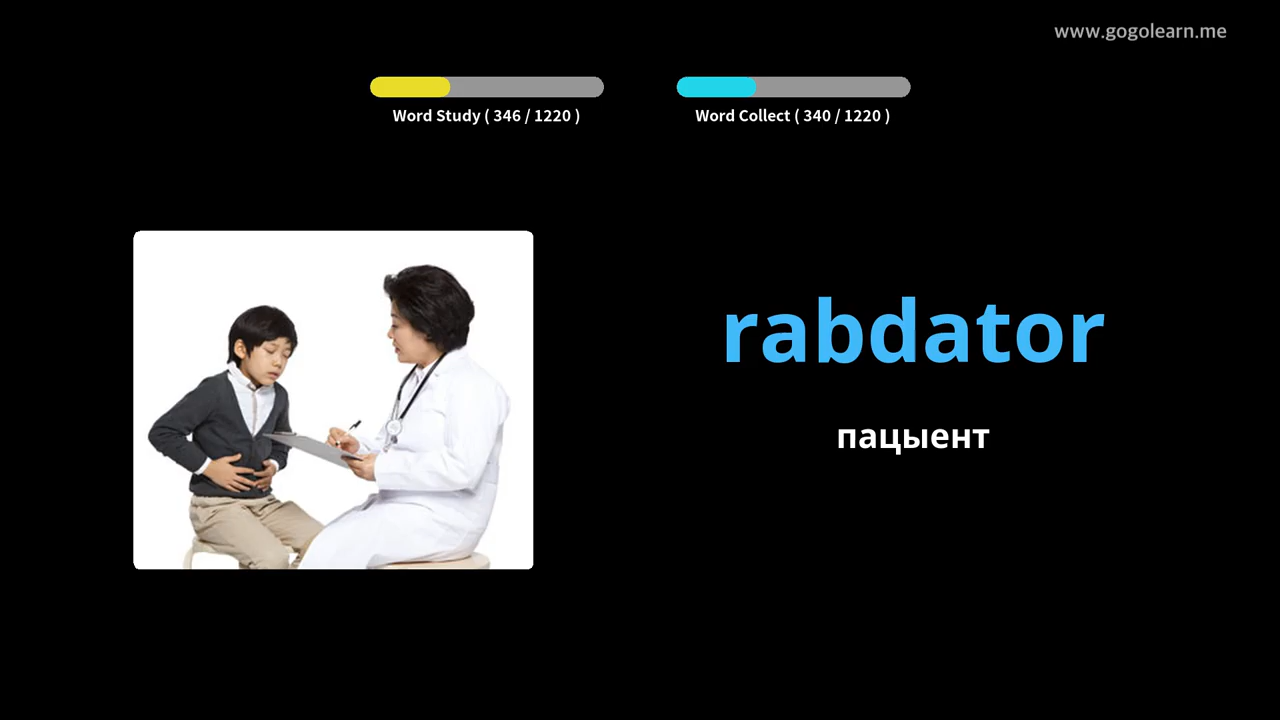 www.gogolearn.me
Word Study ( 346 / 1220 )
Word Collect ( 340 / 1220 )
rabdator
пацыент